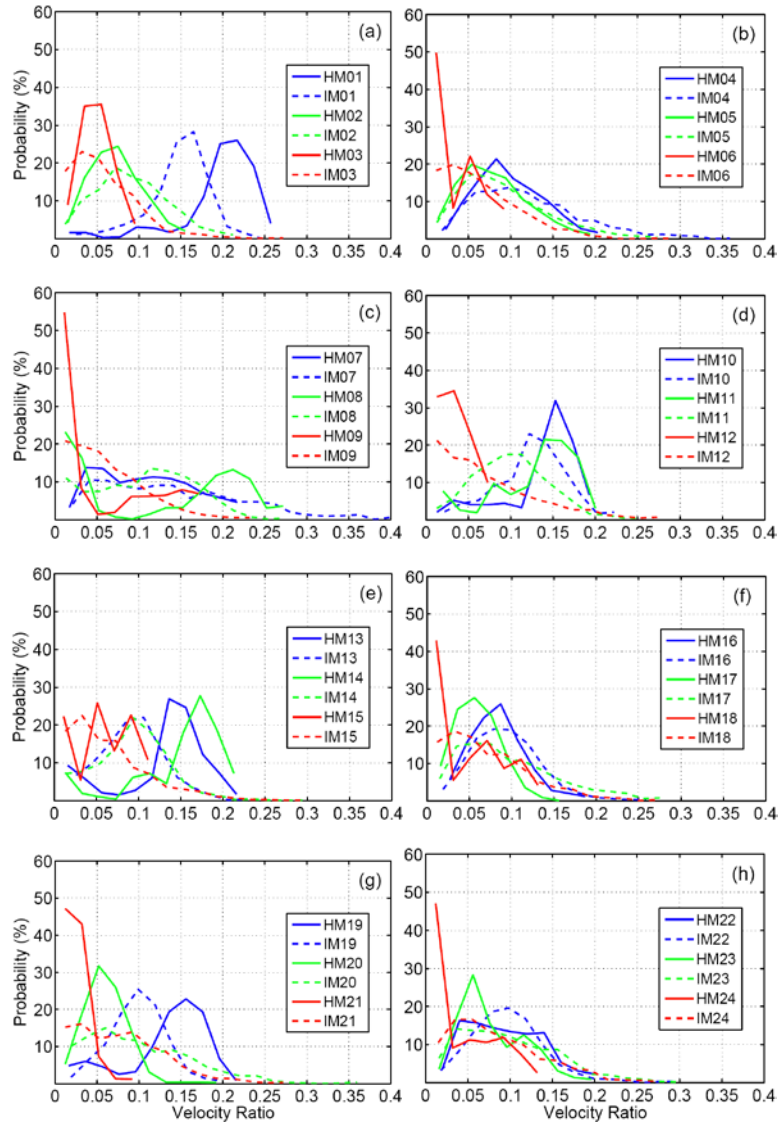 (a)
Probability (%)
60
50
40
30
20
10
0 0.05 0.1 0.15 0.2 0.25 0.3 0.35 0.4
HM01
IM01
HM02
IM02
HM03
IM03
(b)
60
50
40
30
20
10
0 0.05 0.1 0.15 0.2 0.25 0.3 0.35 0.4
HM04
IM04
HM05
IM05
HM06
IM06
(c)
Probability (%)
60
50
40
30
20
10
0 0.05 0.1 0.15 0.2 0.25 0.3 0.35 0.4
HM07
IM07
HM08
IM08
HM09
IM09
(d)
60
50
40
30
20
10
0 0.05 0.1 0.15 0.2 0.25 0.3 0.35 0.4
HM10
IM10
HM11
IM11
HM12
IM12
(e)
Probability (%)
60
50
40
30
20
10
0 0.05 0.1 0.15 0.2 0.25 0.3 0.35 0.4
HM13
IM13
HM14
IM14
HM15
IM15
(f)
60
50
40
30
20
10
0 0.05 0.1 0.15 0.2 0.25 0.3 0.35 0.4
HM16
IM16
HM17
IM17
HM18
IM18
(g)
Probability (%)
60
50
40
30
20
10
0 0.05 0.1 0.15 0.2 0.25 0.3 0.35 0.4
Velocity Ratio
HM19
IM19
HM20
IM20
HM21
IM21
(h)
60
50
40
30
20
10
0 0.05 0.1 0.15 0.2 0.25 0.3 0.35 0.4
Velocity Ratio
HM22
IM22
HM23
IM23
HM24
IM24